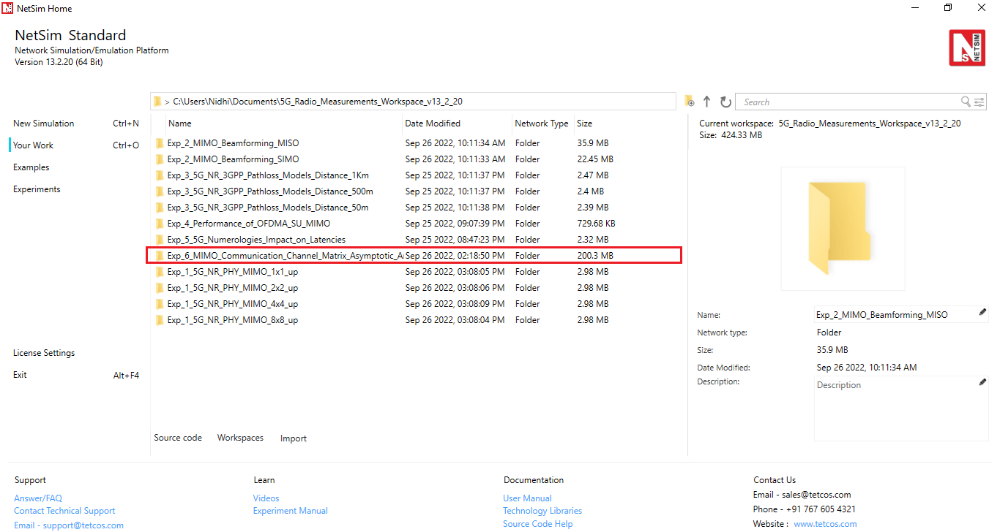 NetSim Home
NetSim Standard
Network Simulation/Emulation Platform
Version 13.2.20 (64 Bit)
NETSIM
N
S
> C:\Users\Nidhi\Documents\5G_Radio_Measurements_Workspace_v13_2_20
Search
New Simulation Ctrl+N
Your Work Ctrl+O
Examples
Experiments
License Settings
Exit Alt+F4
Name Date Modified Network Type Size
Exp_2_MIMO_Beamforming_MISO Sep 26 2022, 10:11:34 AM Folder 35.9 MB
Exp_2_MIMO_Beamforming_SIMO Sep 26 2022, 10:11:33 AM Folder 22.45 MB
Exp_3_5G_NR_3GPP_Pathloss_Models_Distance_1Km Sep 25 2022, 10:11:37 PM Folder 2.47 MB
Exp_3_5G_NR_3GPP_Pathloss_Models_Distance_500m Sep 25 2022, 10:11:37 PM Folder 2.4 MB
Exp_3_5G_NR_3GPP_Pathloss_Models_Distance_50m Sep 25 2022, 10:11:38 PM Folder 2.39 MB
Exp_4_Performance_of_OFDMA_SU_MIMO Sep 25 2022, 09:07:39 PM Folder 729.68 KB
Exp_5_5G_Numerologies_Impact_on_Latencies Sep 25 2022, 08:47:23 PM Folder 2.32 MB
Exp_6_MIMO_Communication_Channel_Matrix_Asymptotic_A Sep 26 2022, 02:18:50 PM Folder 200.3 MB
Exp_1_5G_NR_PHY_MIMO_1x1_up Sep 26 2022, 03:08:05 PM Folder 2.98 MB
Exp_1_5G_NR_PHY_MIMO_2x2_up Sep 26 2022, 03:08:06 PM Folder 2.98 MB
Exp_1_5G_NR_PHY_MIMO_4x4_up Sep 26 2022, 03:08:09 PM Folder 2.98 MB
Exp_1_5G_NR_PHY_MIMO_8x8_up Sep 26 2022, 03:08:04 PM Folder 2.98 MB
Source code Workspaces Import
Current workspace: 5G_Radio_Measurements_Workspace_v13_2_20
Size: 424.33 MB
Name: Exp_2_MIMO_Beamforming_MISO
Network type: Folder
Size: 35.9 MB
Date Modified: Sep 26 2022, 10:11:34 AM
Description: Description
Support
Answer/FAQ
Contact Technical Support
Email - support@tetcos.com
Learn
Videos
Experiment Manual
Documentation
User Manual
Technology Libraries
Source Code Help
Contact Us
Email - sales@tetcos.com
Phone - +91 767 605 4321
Website : www.tetcos.com